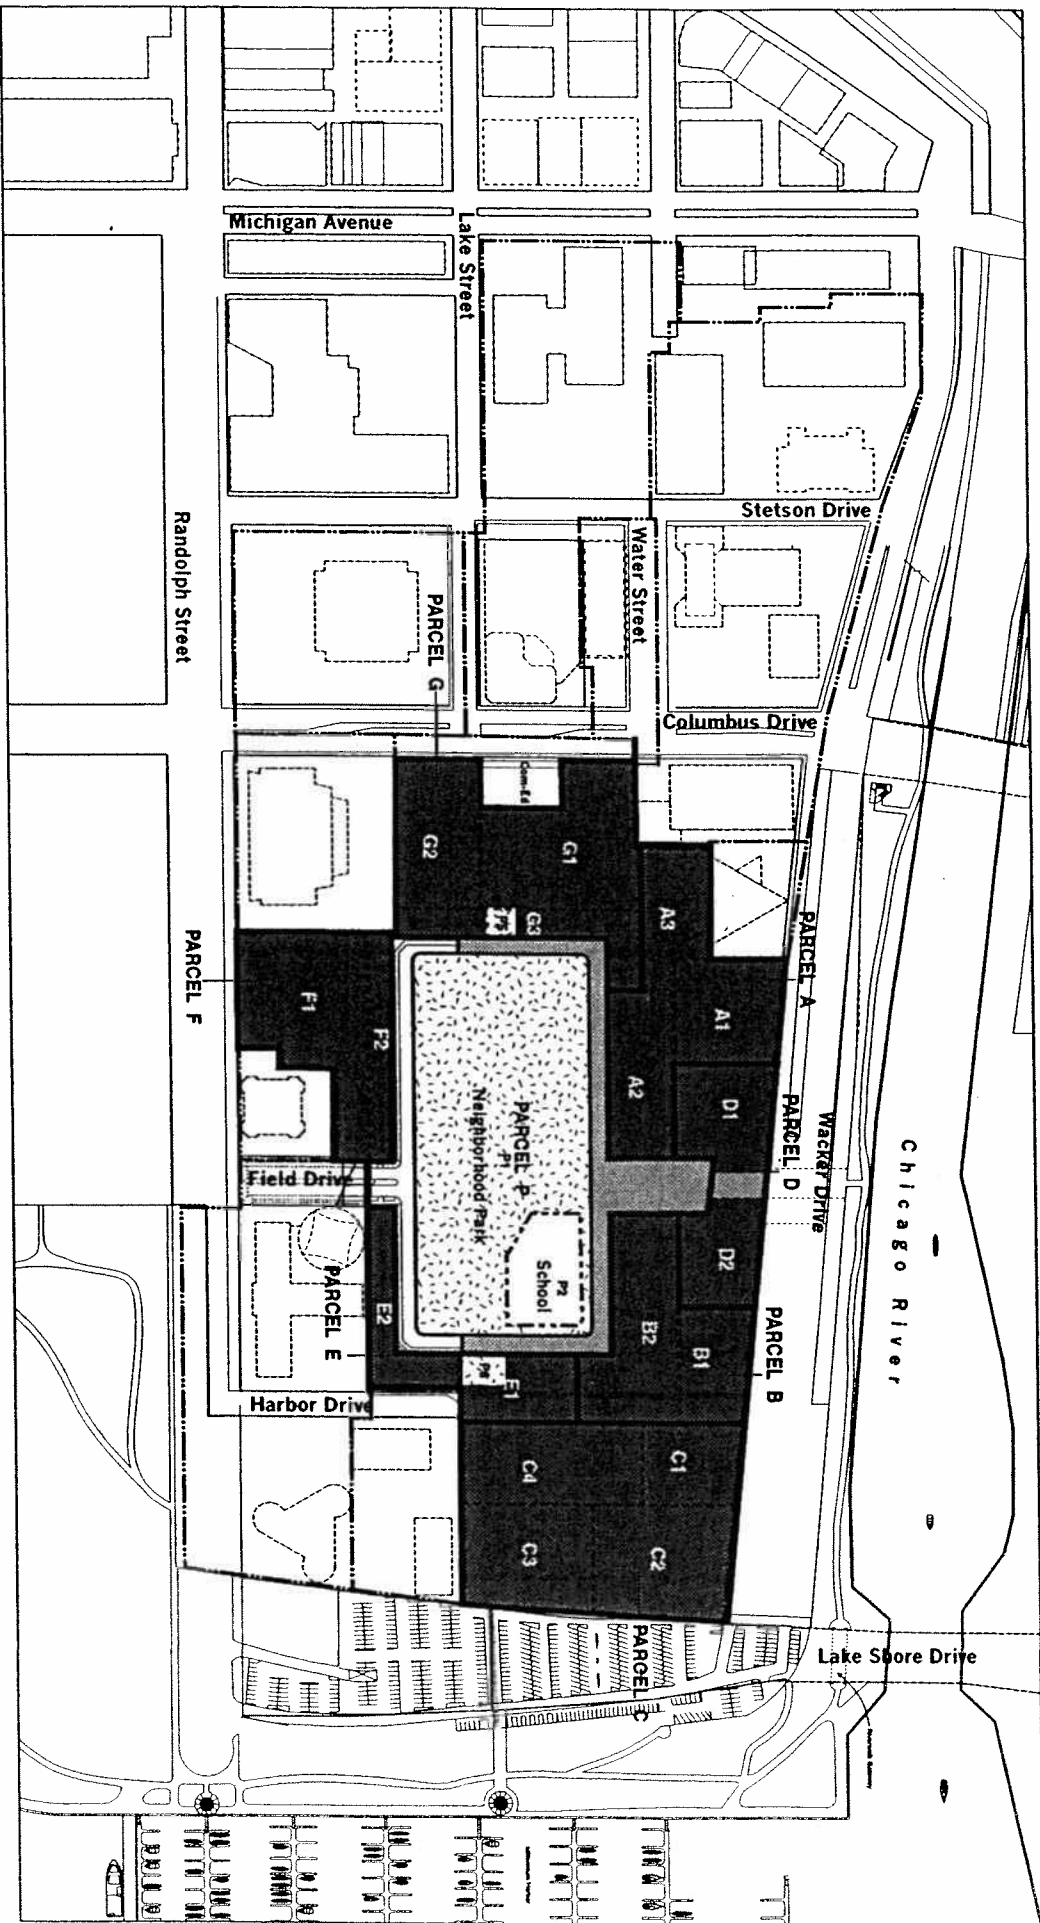 Michigan Avenue
Lake Street
Stetson Drive
Randolph Street
Water Street
PARCEL G
Columbus Drive
Com-Ed
G2
G1
G3
A3
PARCEL A
PARCEL F
F1
F2
A1
A2
D1
PARCEL D
Wacker Drive
Chicago River
PARCEL P
P1
Neighborhood Park
Field Drive
P2
School
D2
B2
B1
PARCEL B
PARCEL E
E2
E1
Harbor Drive
C4
C1
C3
C2
PARCEL C
Lake Shore Drive